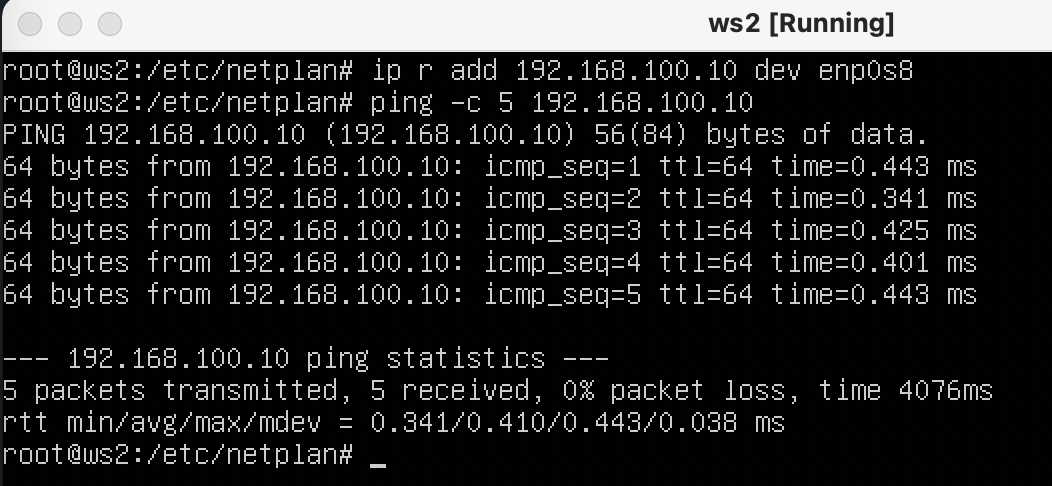 ws2 [Running]
root@ws2:/etc/netplan# ip r add 192.168.100.10 dev enp0s8
root@ws2:/etc/netplan# ping -c 5 192.168.100.10
PING 192.168.100.10 (192.168.100.10) 56(84) bytes of data.
64 bytes from 192.168.100.10: icmp_seq=1 ttl=64 time=0.443 ms
64 bytes from 192.168.100.10: icmp_seq=2 ttl=64 time=0.341 ms
64 bytes from 192.168.100.10: icmp_seq=3 ttl=64 time=0.425 ms
64 bytes from 192.168.100.10: icmp_seq=4 ttl=64 time=0.401 ms
64 bytes from 192.168.100.10: icmp_seq=5 ttl=64 time=0.443 ms
--- 192.168.100.10 ping statistics ---
5 packets transmitted, 5 received, 0% packet loss, time 4076ms
rtt min/avg/max/mdev = 0.341/0.410/0.443/0.038 ms
root@ws2:/etc/netplan# _